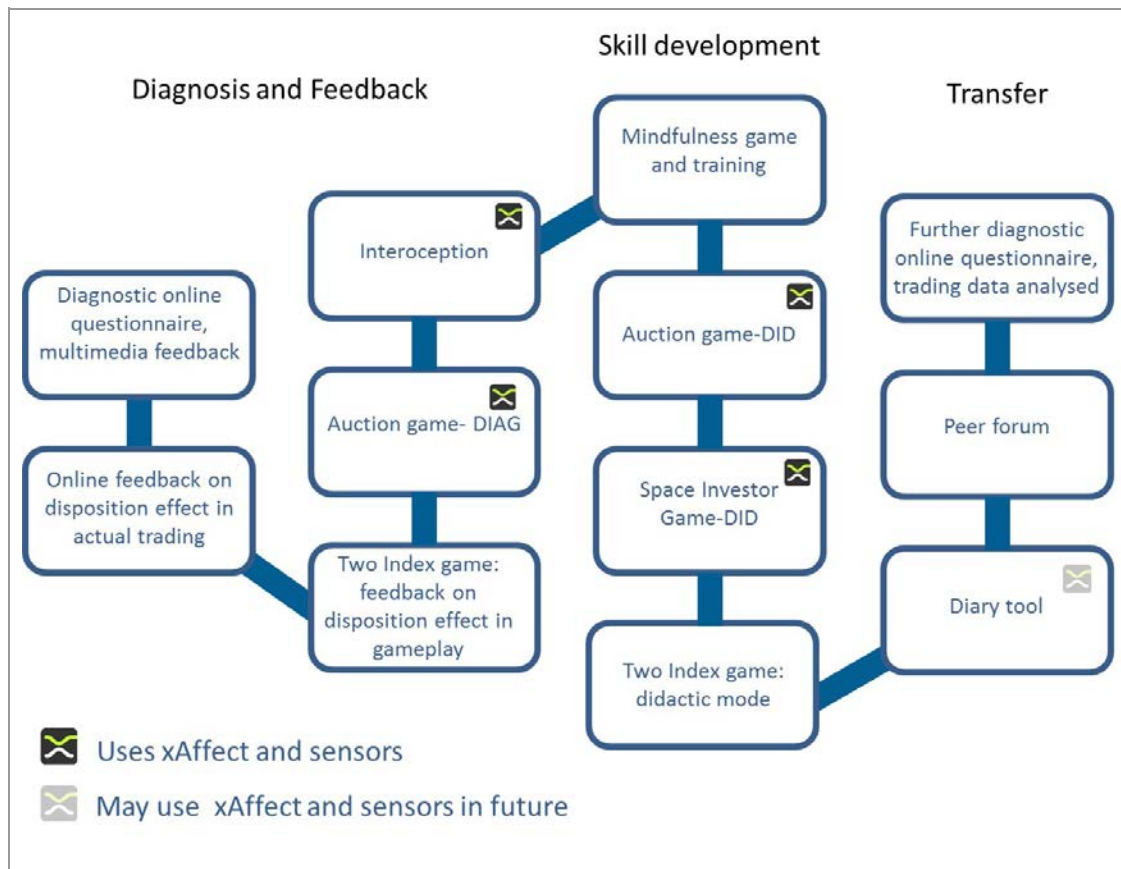 Skill development
Diagnosis and Feedback
Transfer
Mindfulness game
and training
Interoception
Further diagnostic
online questionnaire,
trading data analysed
Diagnostic online
questionnaire,
multimedia feedback
Auction game-DID
Auction game- DIAG
Peer forum
Online feedback on
disposition effect in
actual trading
Space Investor
Game-DID
Two Index game:
feedback on
disposition effect in
gameplay
Diary tool
Two Index game:
didactic mode
Uses xAffect and sensors
May use xAffect and sensors in future